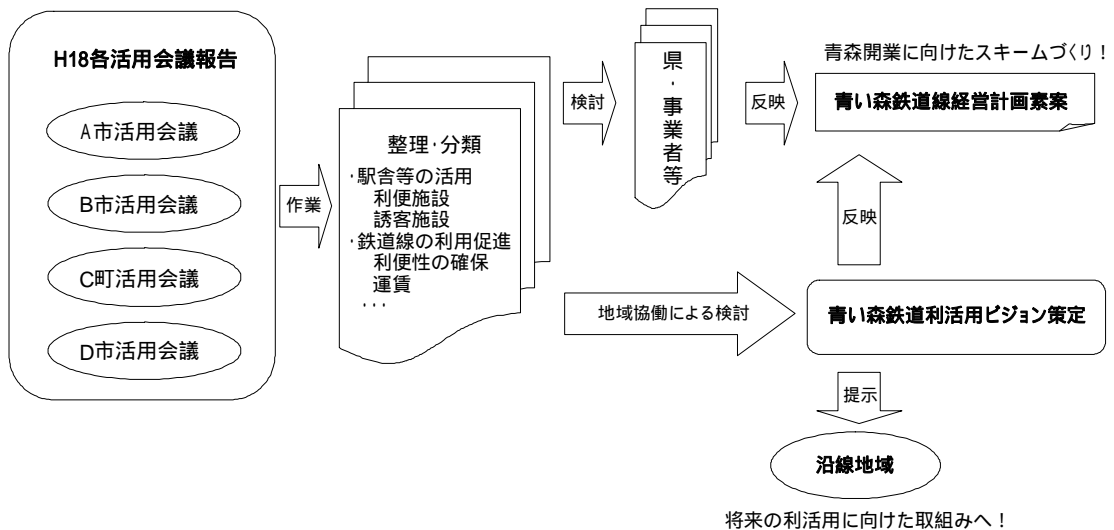 H18各活用会議報告
A市活用会議
B市活用会議
C町活用会議
D市活用会議
作業
整理・分類
・駅舎等の活用
利便施設
誘客施設
・鉄道線の利用促進
利便性の確保
運賃
・・・
検討
県・事業者等
反映
青森開業に向けたスキームづくり！
青い森鉄道線経営計画素案
反映
地域協働による検討
青い森鉄道利活用ビジョン策定
提示
沿線地域
将来の利活用に向けた取組みへ！